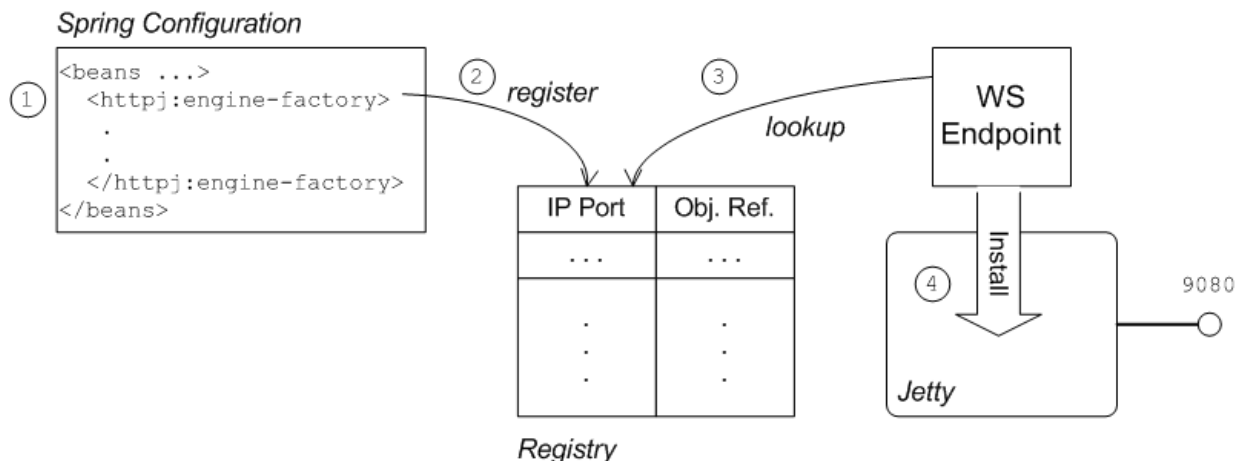 Spring Configuration
1
<beans ...>
<httpj:engine-factory>
.
.
</httpj:engine-factory>
</beans>
2
register
3
lookup
WS
Endpoint
IP Port
Obj. Ref.
... ...
. .
. .
. .
Registry
Install
4
9080
Jetty